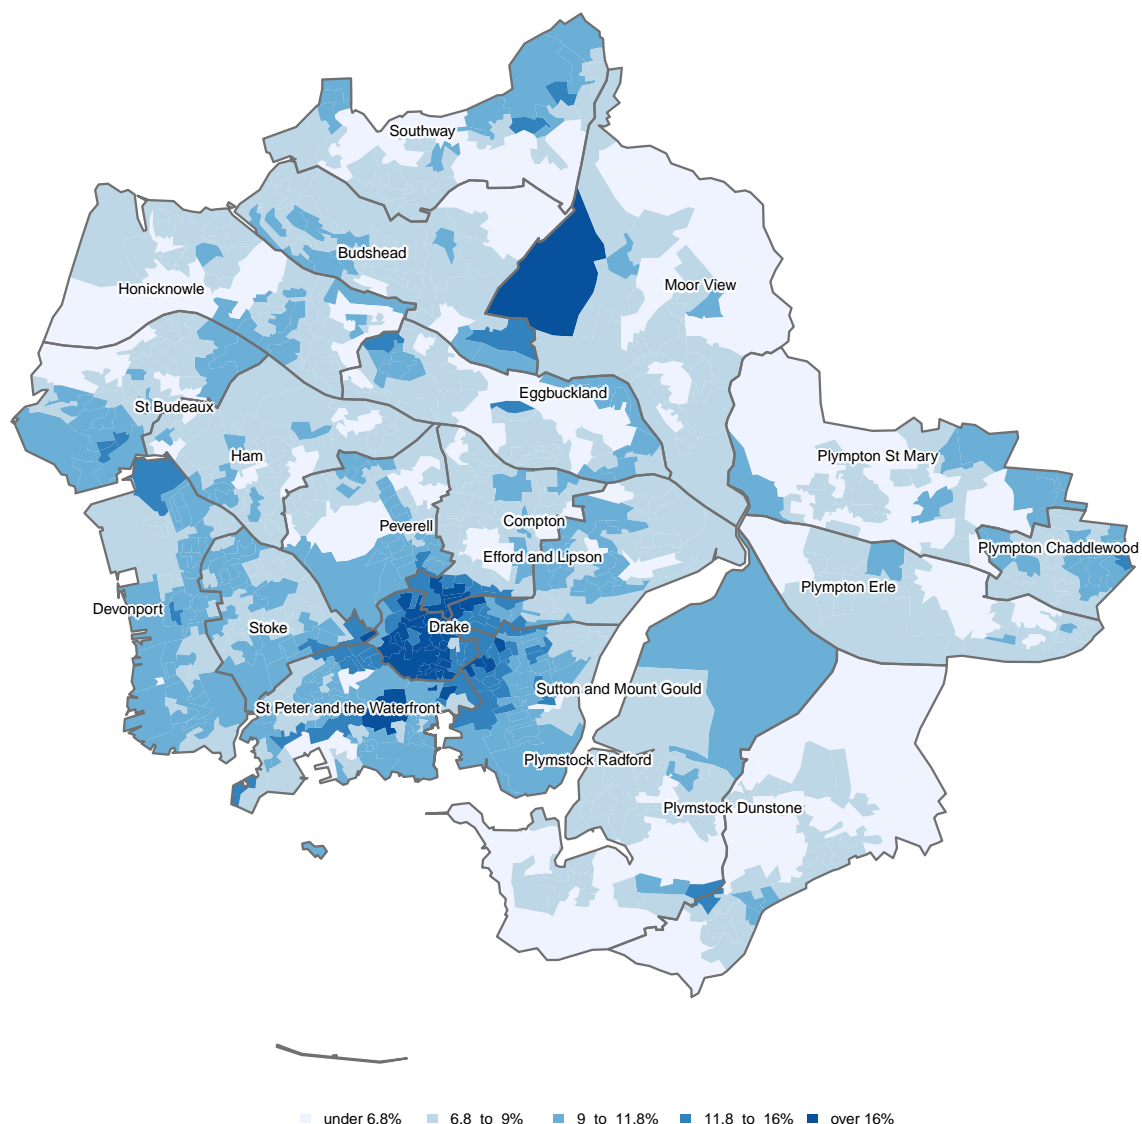 Southway
Budshead
Moor View
Honicknowle
Eggbuckland
St Budeaux
Ham
Plympton St Mary
Peverell
Compton
Plympton Chaddlewood
Efford and Lipson
Plympton Erle
Devonport
Stoke
Drake
Sutton and Mount Gould
St Peter and the Waterfront
Plymstock Radford
Plymstock Dunstone
under 6.8% 6.8 to 9% 9 to 11.8% 11.8 to 16% over 16%